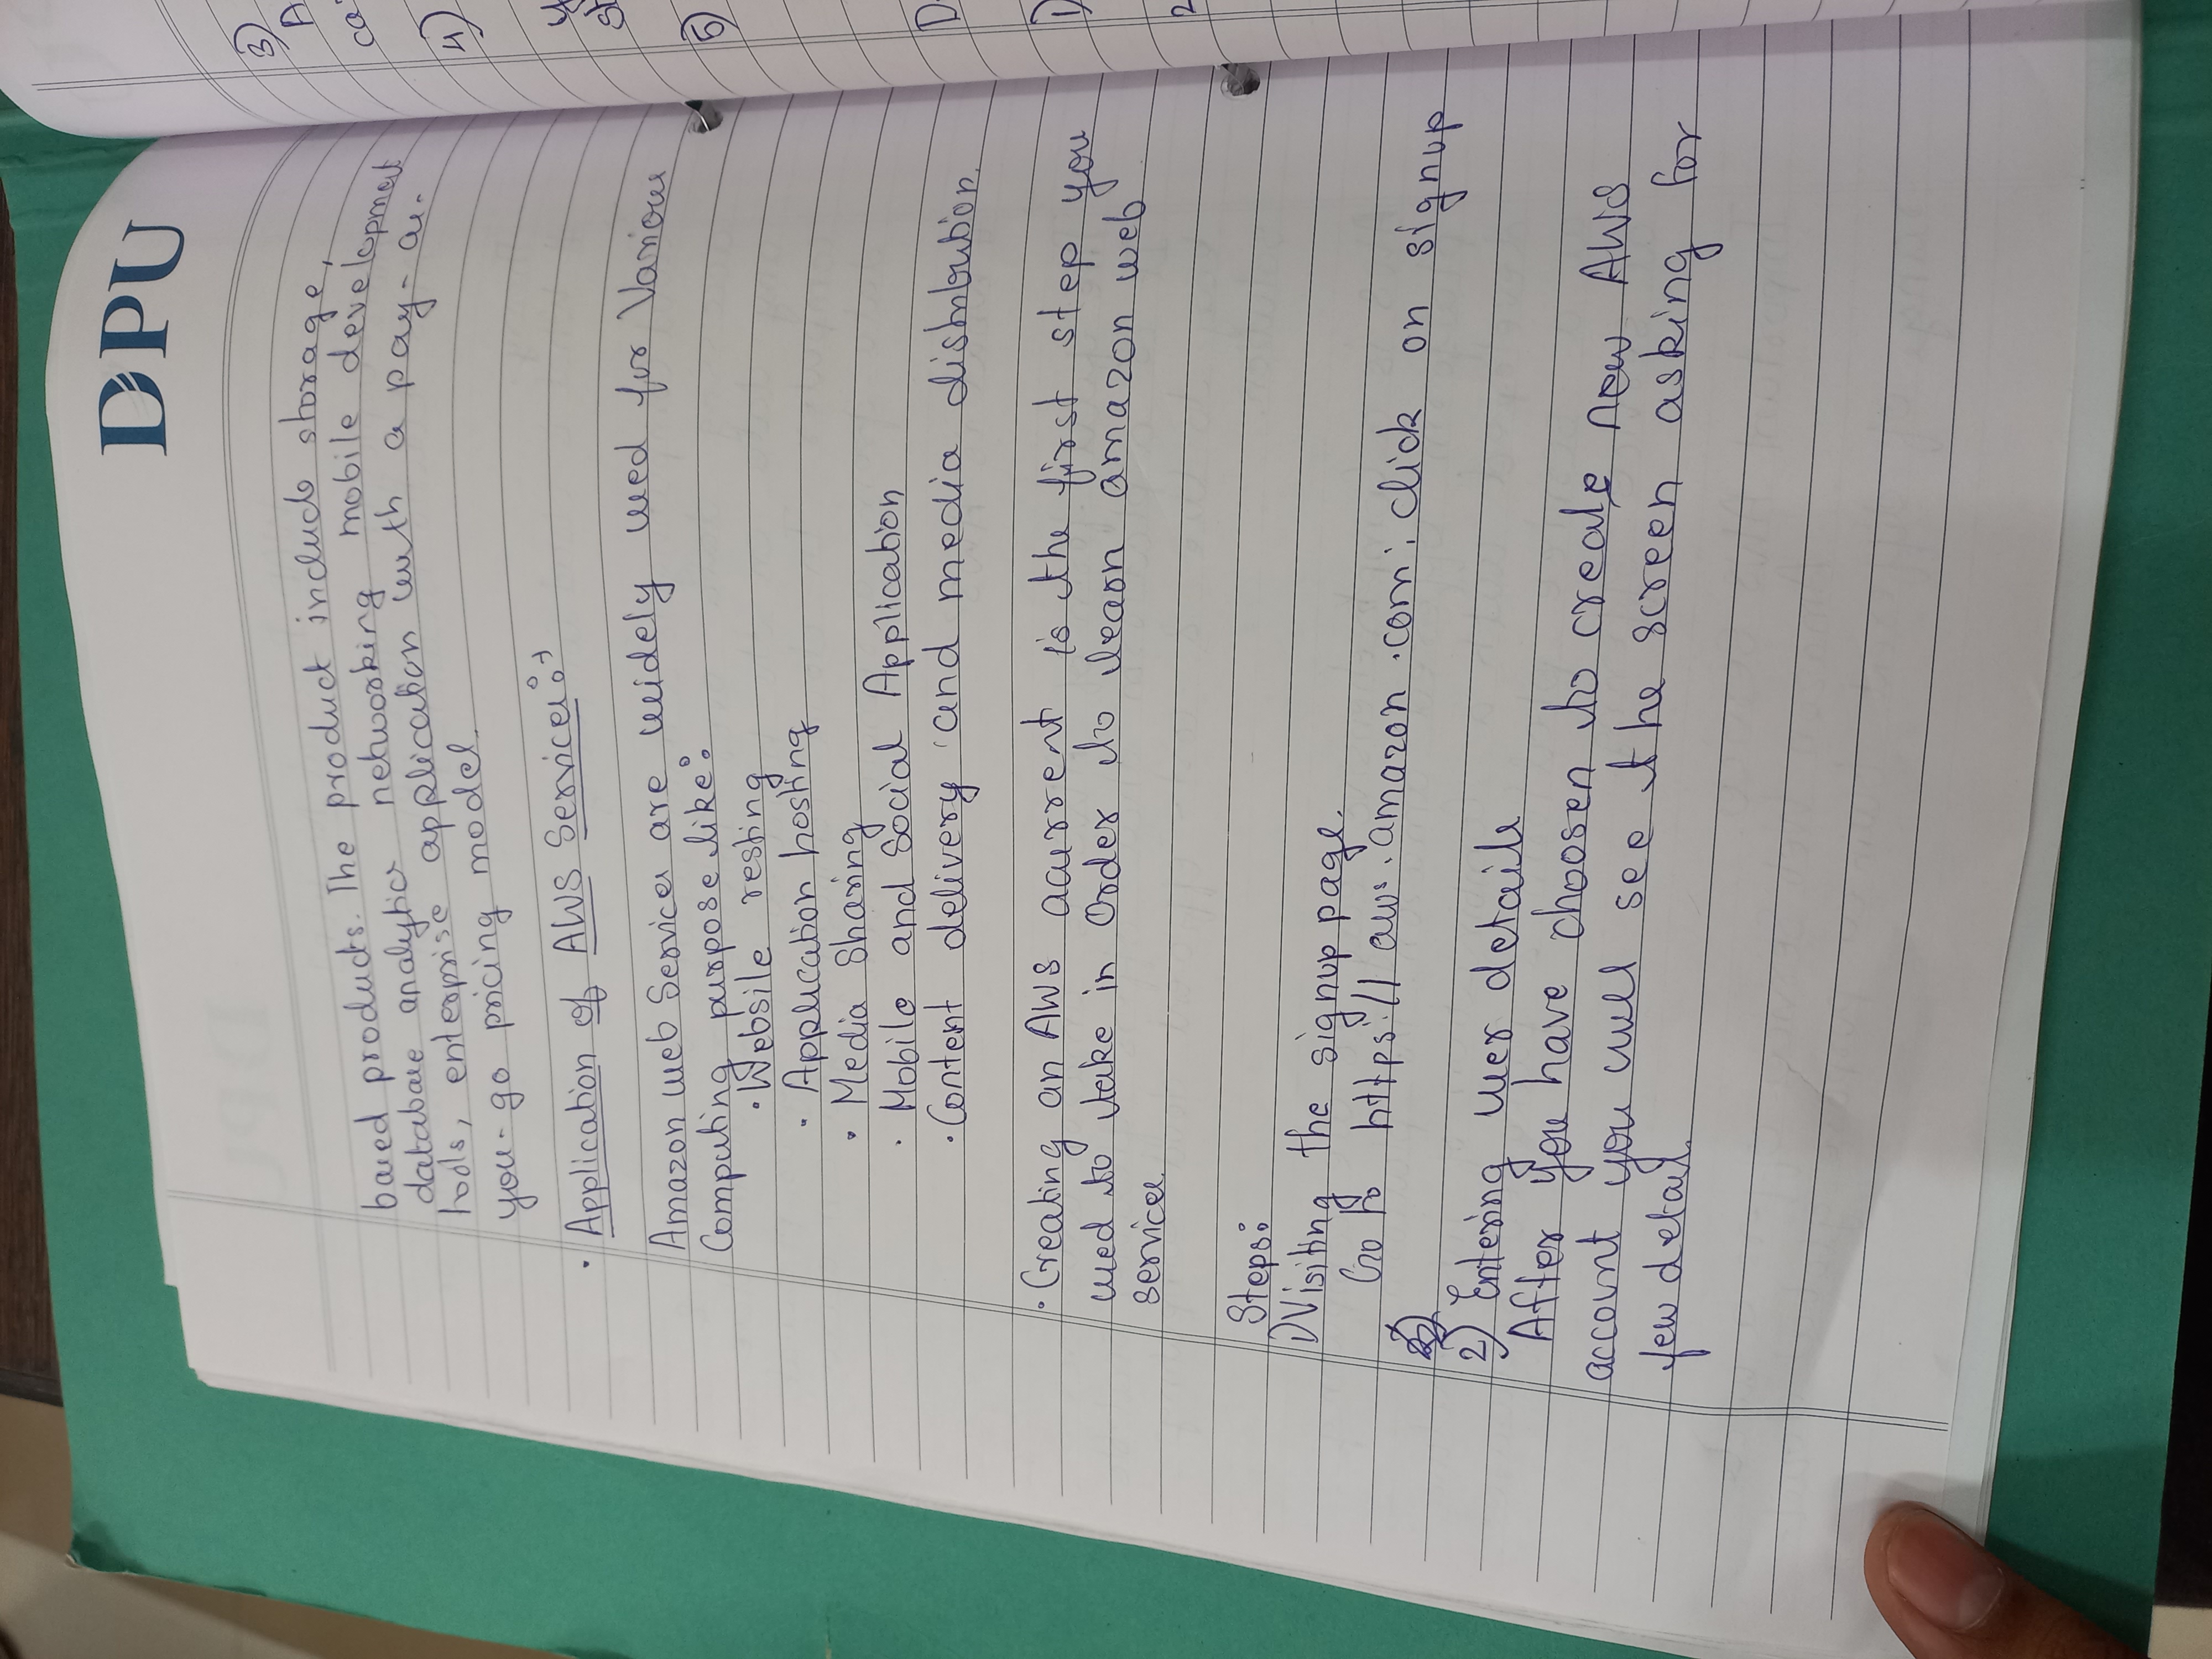 DPU
based products. The product include storage,
database analytics networking mobile development
tools, enterprise application with a pay-as-
you-go pricing model.
• Application of AWS Services:→
Amazon web Services are widely used for Various
Computing purpose like:
• Website resting
• Application hosting
• Media Sharing
• Mobile and Social Application
• Content delivery and media distribution.
• Creating an AWS acurrent is the first step you
used to take in Order to learn amazon web
services.
Steps:
1) Visiting the signup page.
Go to https://aws.amazon.com: click on signup
2) Entering user details
After you have choosen to create new AWS
account you will see the screen asking for
few detail.
3)
A
ca
4)
y
st
5)
D
1)
2